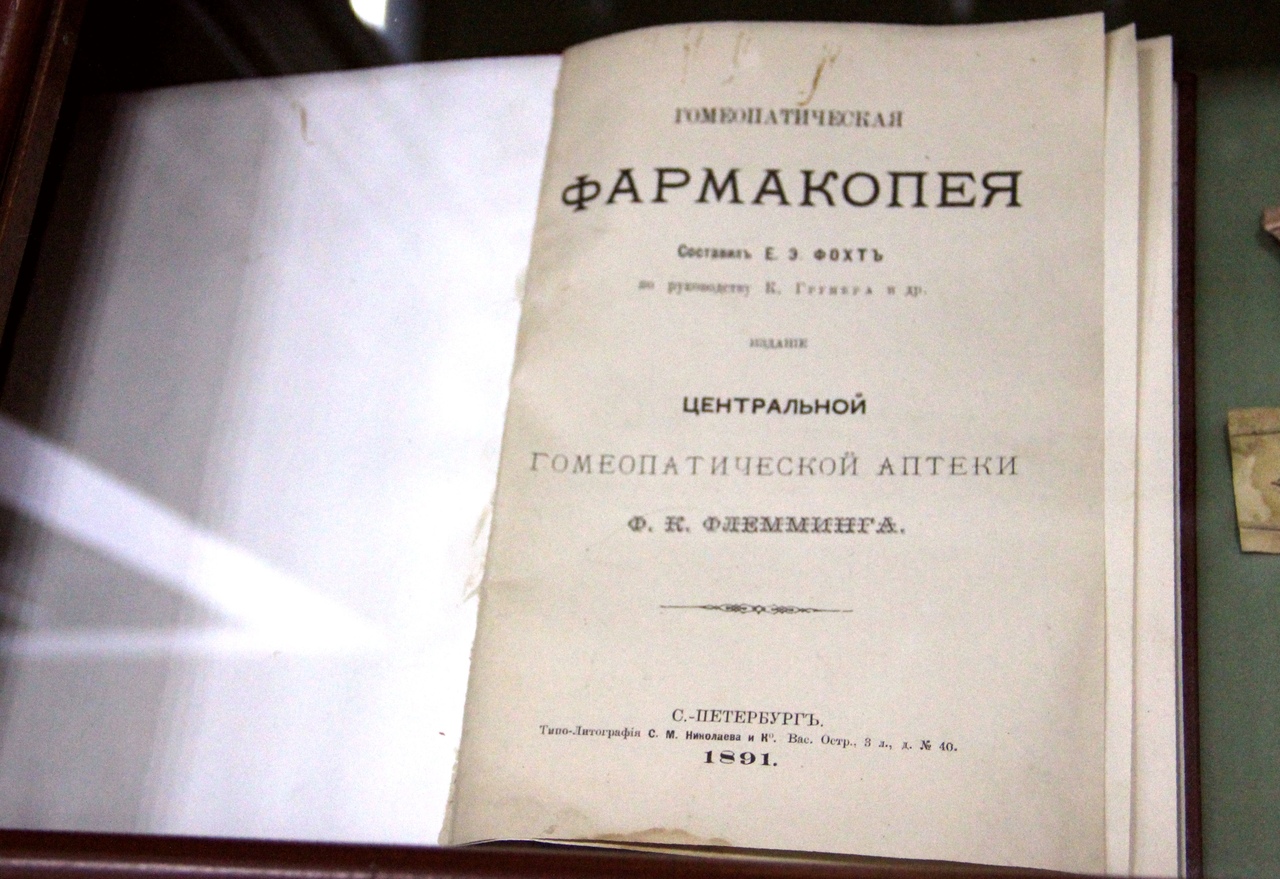 ГОМЕОПАТИЧЕСКАЯ
ФАРМАКОПЕЯ
Составилъ Е. Э. ФОХТЪ
по руководству К. Грунера и др.
ИЗДАНІЕ
ЦЕНТРАЛЬНОЙ
ГОМЕОПАТИЧЕСКОЙ АПТЕКИ
Ф. К. ФЛЕММИНГА.
С.-ПЕТЕРБУРГЪ.
Типо-Литографія С. М. Николаева и Кº. Вас. Остр., 3 л., д. № 40.
1891.